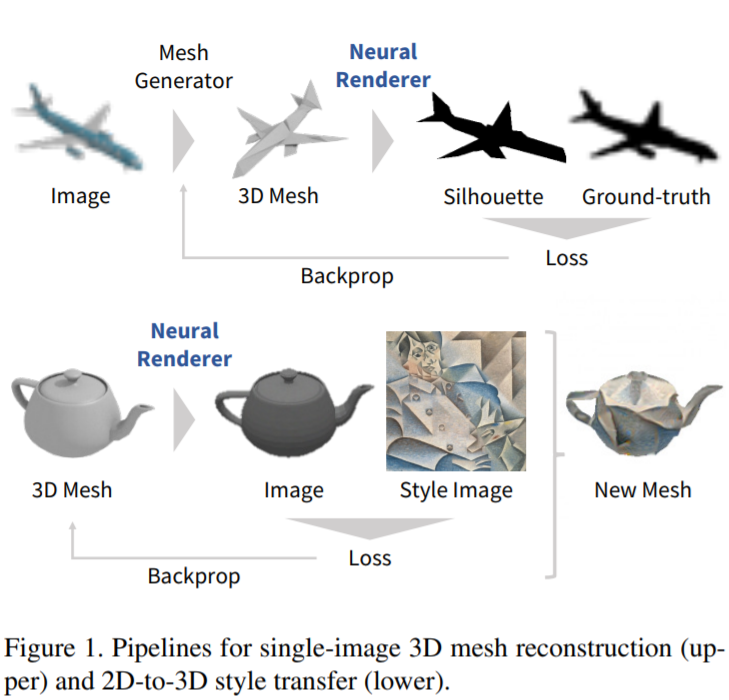 Mesh
Generator
Neural
Renderer
Image
3D Mesh
Silhouette
Ground-truth
Loss
Backprop
Neural
Renderer
3D Mesh
Image
Style Image
New Mesh
Loss
Backprop
Figure 1. Pipelines for single-image 3D mesh reconstruction (up-
per) and 2D-to-3D style transfer (lower).